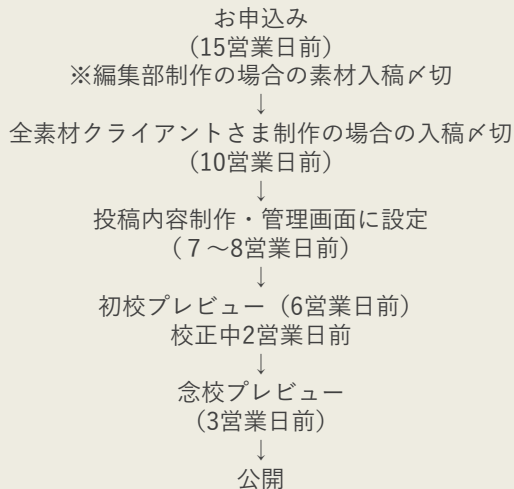 お申込み
(15営業日前)
※編集部制作の場合の素材入稿〆切
↓
全素材クライアントさま制作の場合の入稿〆切
(10営業日前)
↓
投稿内容制作・管理画面に設定
(７～8営業日前)
↓
初校プレビュー（6営業日前）
校正中2営業日前
↓
念校プレビュー
(3営業日前)
↓
公開